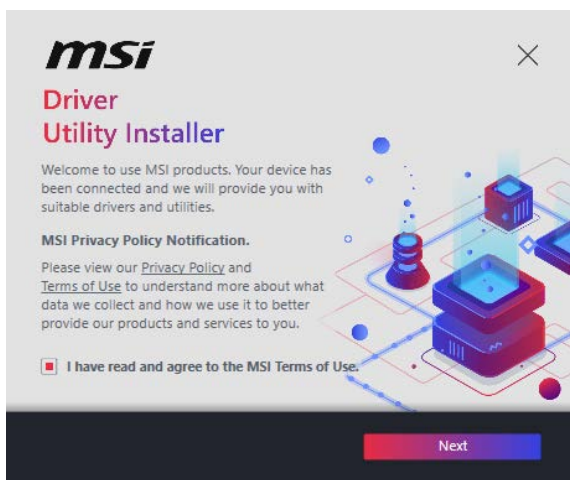 msi
Driver
Utility Installer
Welcome to use MSI products. Your device has
been connected and we will provide you with
suitable drivers and utilities.
MSI Privacy Policy Notification.
Please view our Privacy Policy and
Terms of Use to understand more about what
data we collect and how we use it to better
provide our products and services to you.
I have read and agree to the MSI Terms of Use.
Next